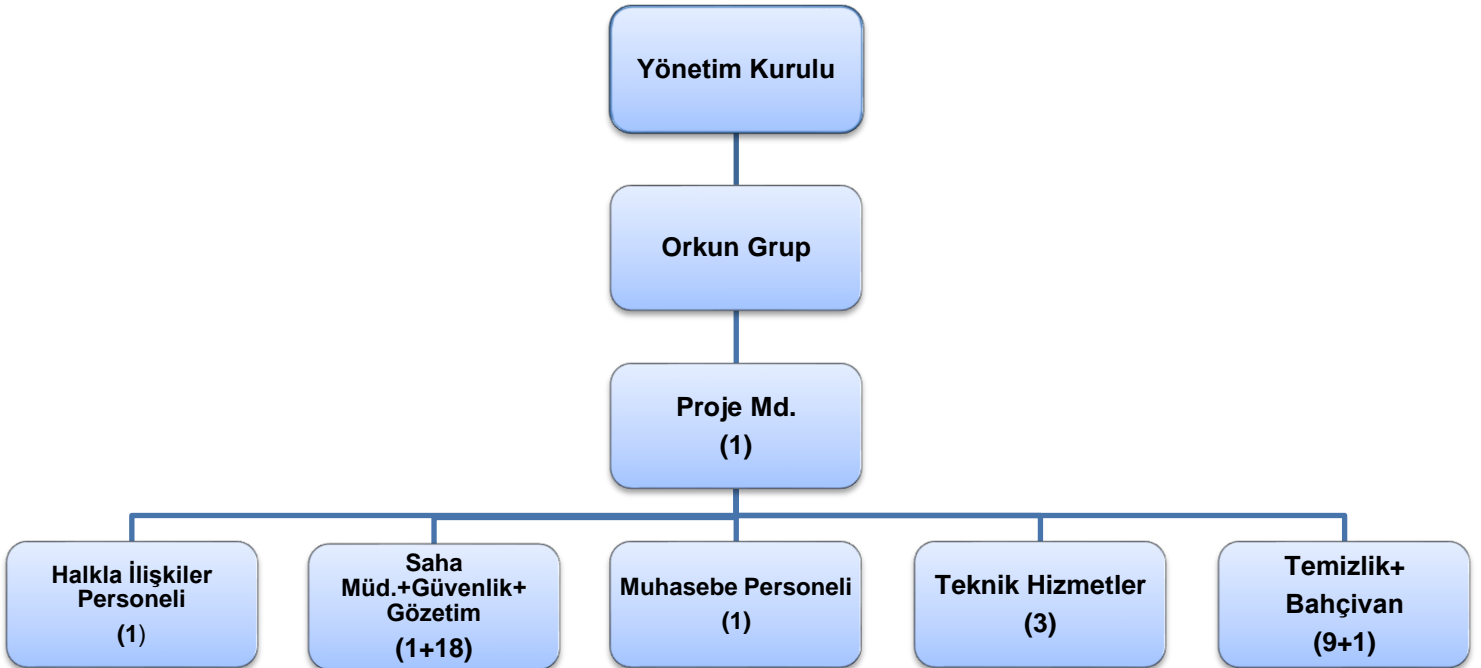 Yönetim Kurulu
Orkun Grup
Proje Md.
(1)
Halkla İlişkiler
Personeli
(1)
Saha
Müd.+Güvenlik+
Gözetim
(1+18)
Muhasebe Personeli
(1)
Teknik Hizmetler
(3)
Temizlik+
Bahçivan
(9+1)